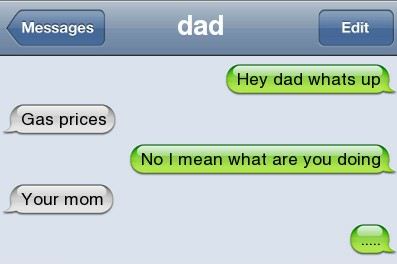 Messages dad Edit
Hey dad whats up
Gas prices
No I mean what are you doing
Your mom
.....